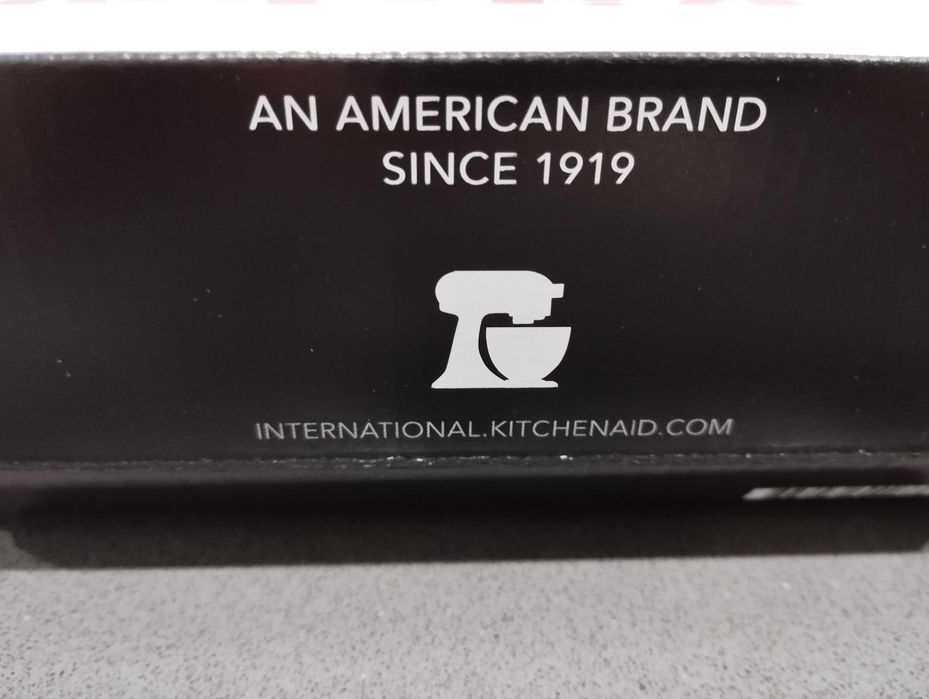 AN AMERICAN BRAND
SINCE 1919
INTERNATIONAL.KITCHENAID.COM